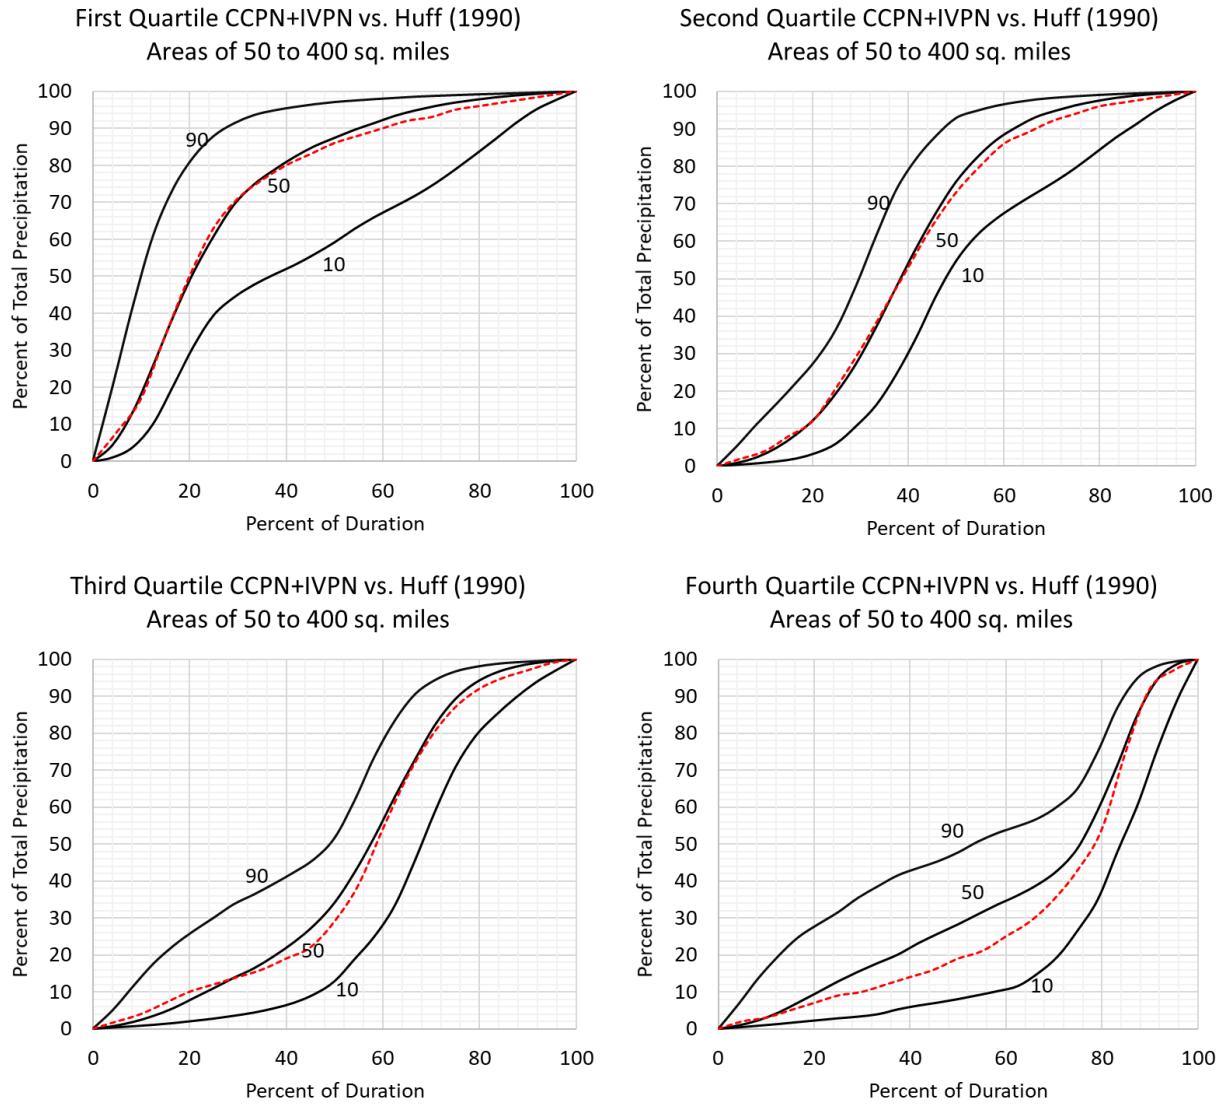 First Quartile CCPN+IVPN vs. Huff (1990)
Areas of 50 to 400 sq. miles
Percent of Total Precipitation
100
90
80
70
60
50
40
30
20
10
0
90
50
10
0 20 40 60 80 100
Percent of Duration
Second Quartile CCPN+IVPN vs. Huff (1990)
Areas of 50 to 400 sq. miles
Percent of Total Precipitation
100
90
80
70
60
50
40
30
20
10
0
90
50
10
0 20 40 60 80 100
Percent of Duration
Third Quartile CCPN+IVPN vs. Huff (1990)
Areas of 50 to 400 sq. miles
Percent of Total Precipitation
100
90
80
70
60
50
40
30
20
10
0
90
50
10
0 20 40 60 80 100
Percent of Duration
Fourth Quartile CCPN+IVPN vs. Huff (1990)
Areas of 50 to 400 sq. miles
Percent of Total Precipitation
100
90
80
70
60
50
40
30
20
10
0
90
50
10
0 20 40 60 80 100
Percent of Duration